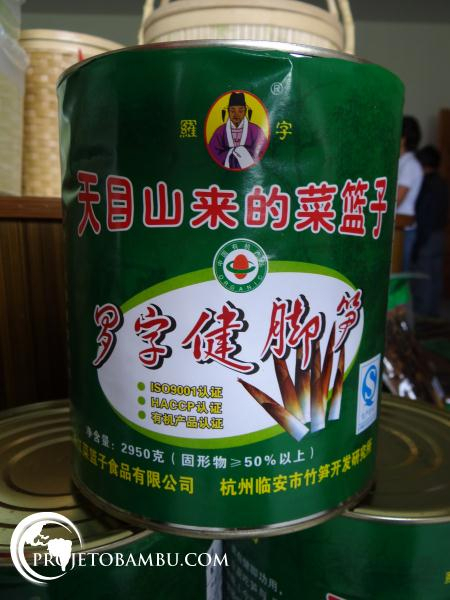 羅 字 ®
天目山来的菜篮子
ORGANIC
罗字健脚笋
ISO9001认证
HACCP认证
有机产品认证
净含量: 2950克（固形物≥50%以上）
菜篮子食品有限公司 杭州临安市竹笋开发研究所
PROJETOBAMBU.COM